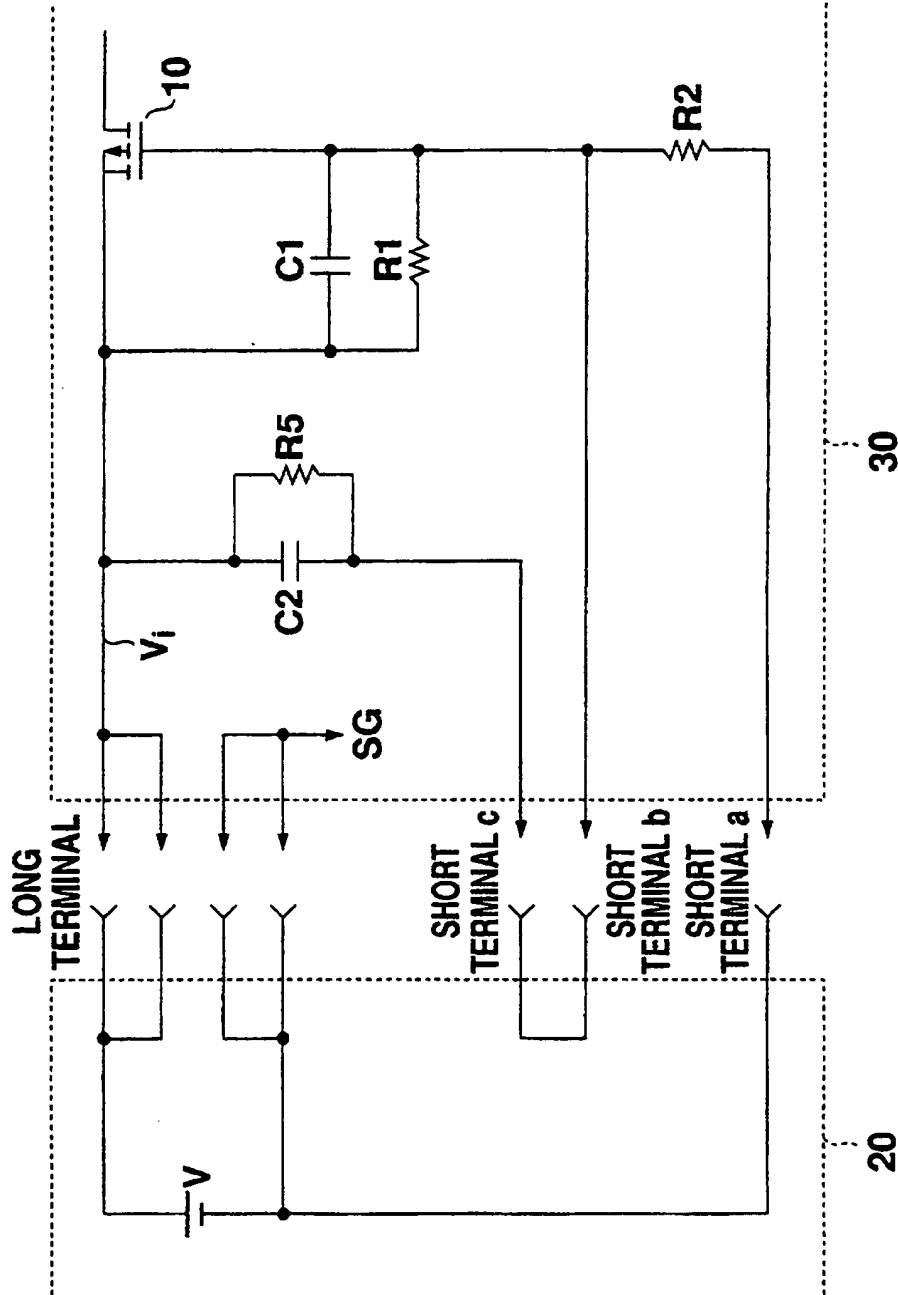 10
C1
R1
R2
R5
C2
Vi
SG
LONG
TERMINAL
SHORT
TERMINAL c
SHORT
TERMINAL b
SHORT
TERMINAL a
V
30
20